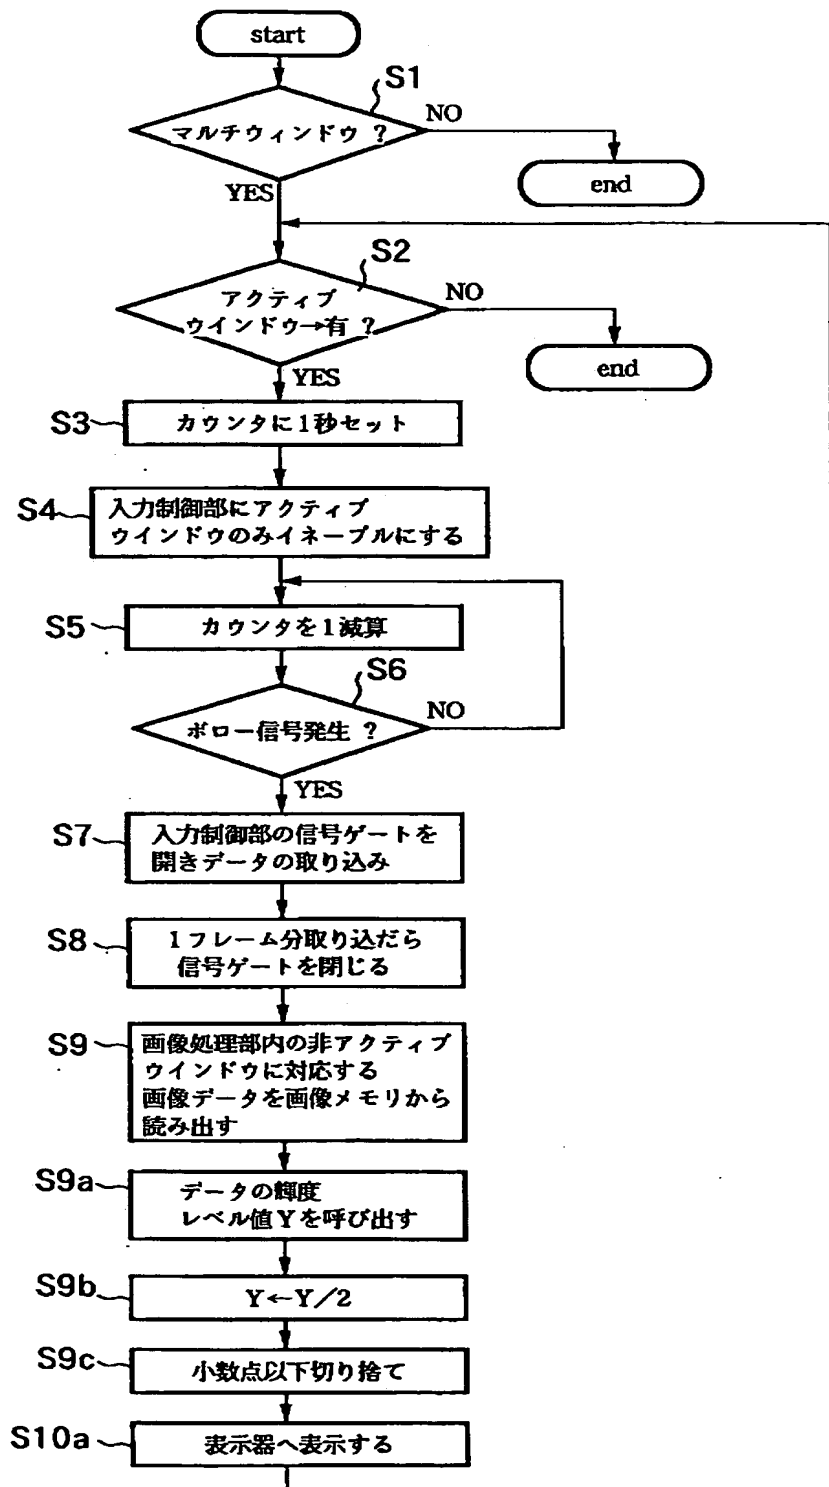 start
S1
マルチウィンドウ ?
NO
end
YES
S2
アクティブ
ウインドウ→有 ?
NO
end
YES
S3
カウンタに1秒セット
S4
入力制御部にアクティブ
ウインドウのみイネーブルにする
S5
カウンタを1減算
S6
ボロー信号発生 ?
NO
YES
S7
入力制御部の信号ゲートを
開きデータの取り込み
S8
1フレーム分取り込だら
信号ゲートを閉じる
S9
画像処理部内の非アクティブ
ウインドウに対応する
画像データを画像メモリから
読み出す
S9a
データの輝度
レベル値Yを呼び出す
S9b
Y←Y/2
S9c
小数点以下切り捨て
S10a
表示器へ表示する